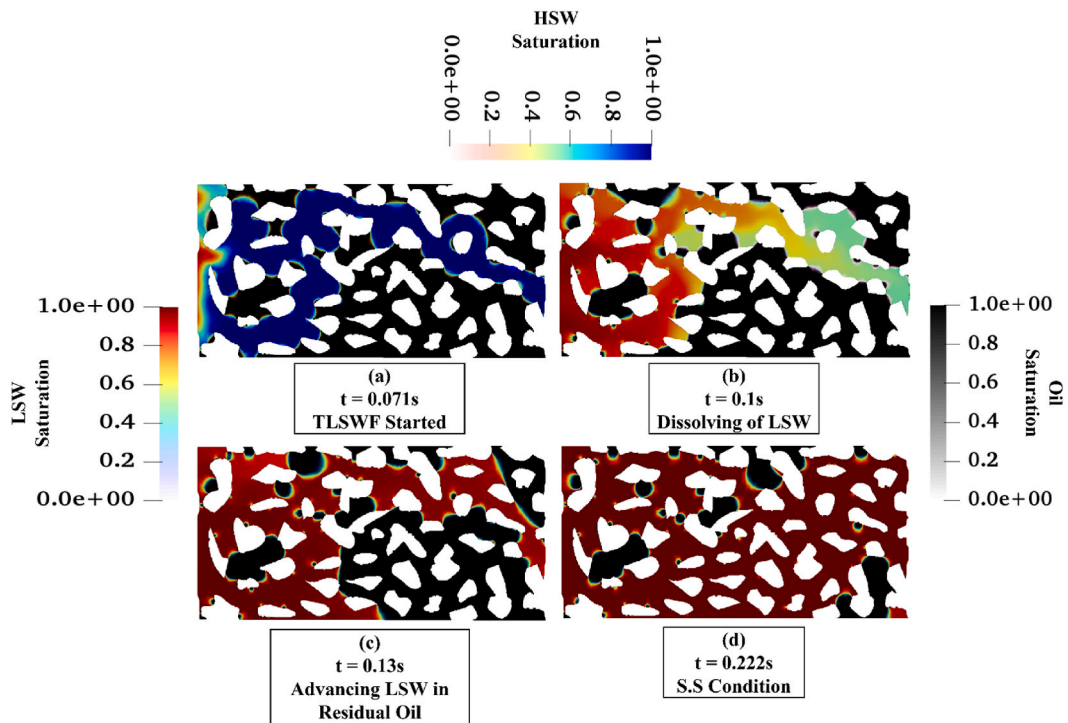 HSW
Saturation
0.0e+00
0.2
0.4
0.6
0.8
1.0e+00
(a)
t = 0.071s
TLSWF Started
(b)
t = 0.1s
Dissolving of LSW
LSW
Saturation
1.0e+00
0.8
0.6
0.4
0.2
0.0e+00
1.0e+00
0.8
0.6
0.4
0.2
0.0e+00
Oil
Saturation
(c)
t = 0.13s
Advancing LSW in
Residual Oil
(d)
t = 0.222s
S.S Condition